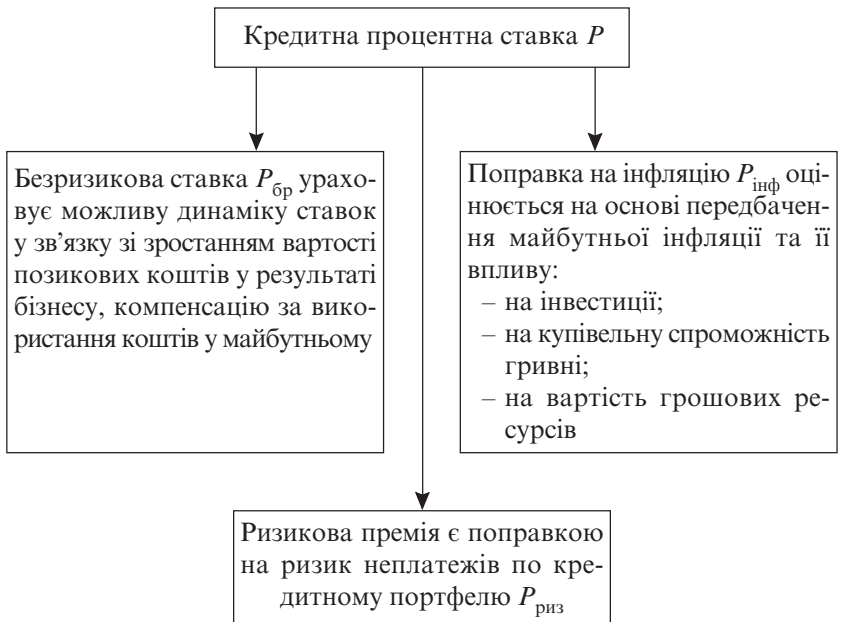 Кредитна процентна ставка P
Безризикова ставка Pбр урахо-
вує можливу динаміку ставок
у зв'язку зі зростанням вартості
позикових коштів у результаті
бізнесу, компенсацію за вико-
ристання коштів у майбутньому
Поправка на інфляцію Pінф оці-
нюється на основі передбачен-
ня майбутньої інфляції та її
впливу:
– на інвестиції;
– на купівельну спроможність
гривні;
– на вартість грошових ре-
сурсів
Ризикова премія є поправкою
на ризик неплатежів по кре-
дитному портфелю Pриз